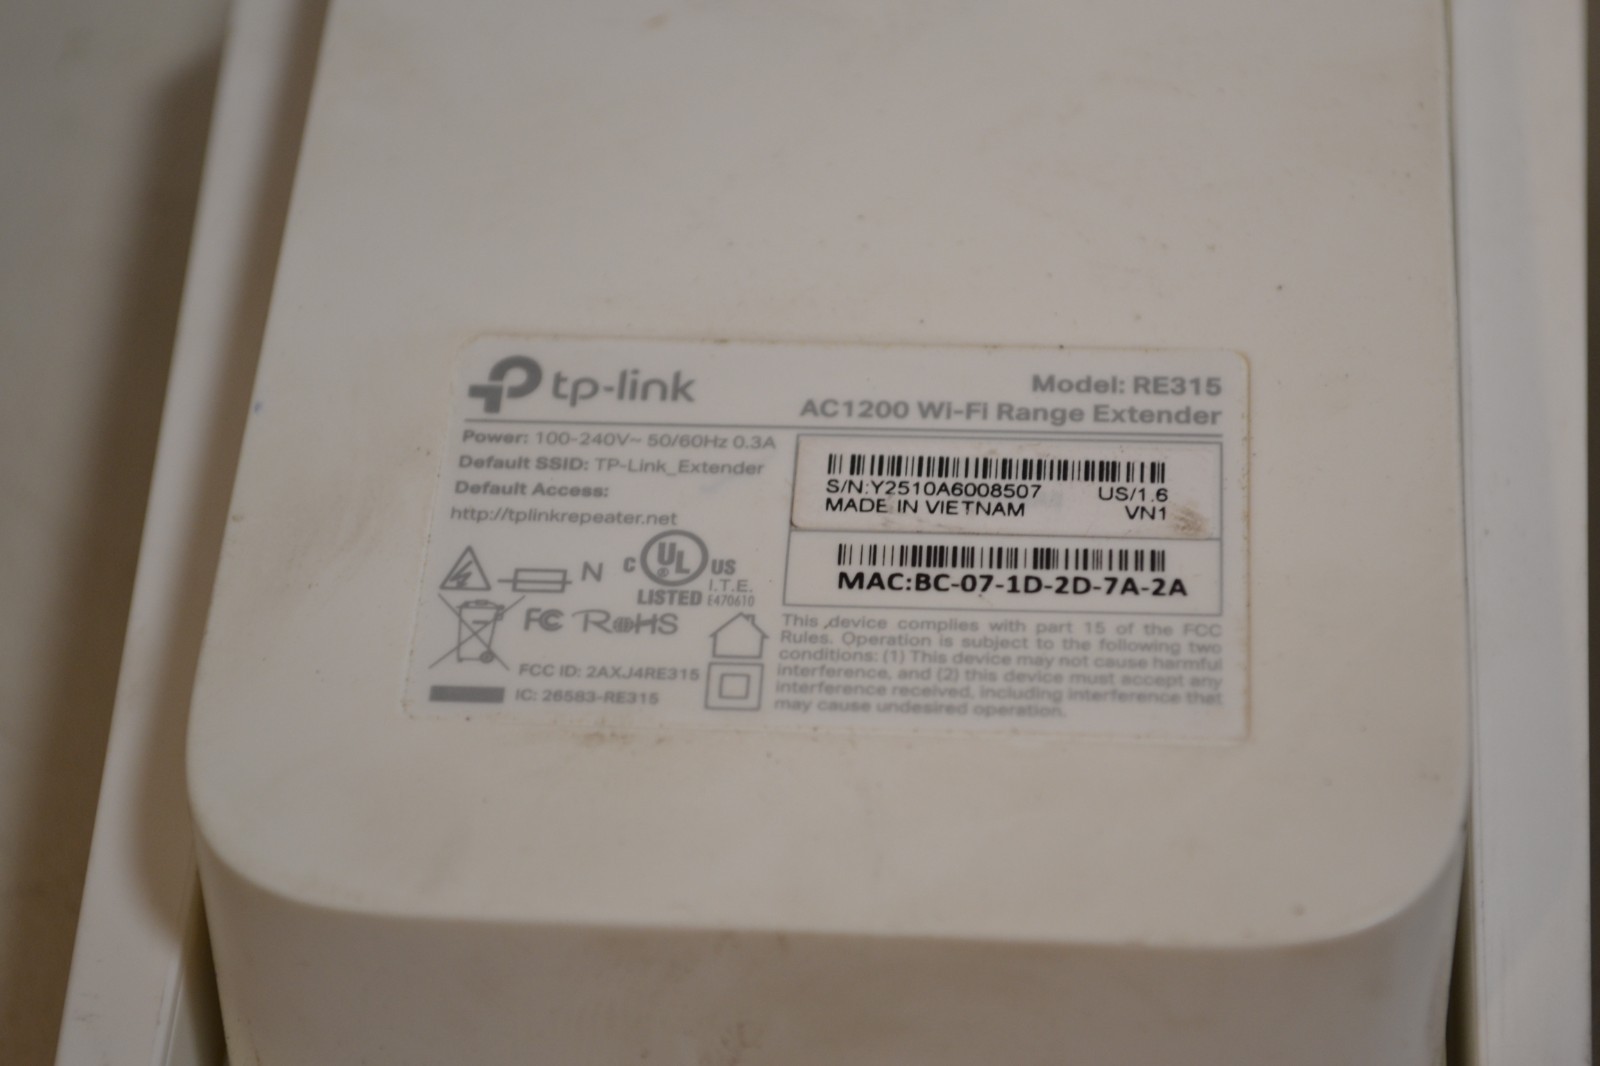 tp-link
Model: RE315
AC1200 Wi-Fi Range Extender
Power: 100-240V~ 50/60Hz 0.3A
Default SSID: TP-Link_Extender
Default Access:
http://tplinkrepeater.net
S/N:Y2510A6008507 US/1.6
MADE IN VIETNAM VN1
MAC:BC-07-1D-2D-7A-2A
N
C UL ® US
I.T.E.
LISTED E470610
FC RoHS
FCC ID: 2AXJ4RE315
IC: 26583-RE315
This device complies with part 15 of the FCC
Rules. Operation is subject to the following two
conditions: (1) This device may not cause harmful
interference, and (2) this device must accept any
interference received, including interference that
may cause undesired operation.